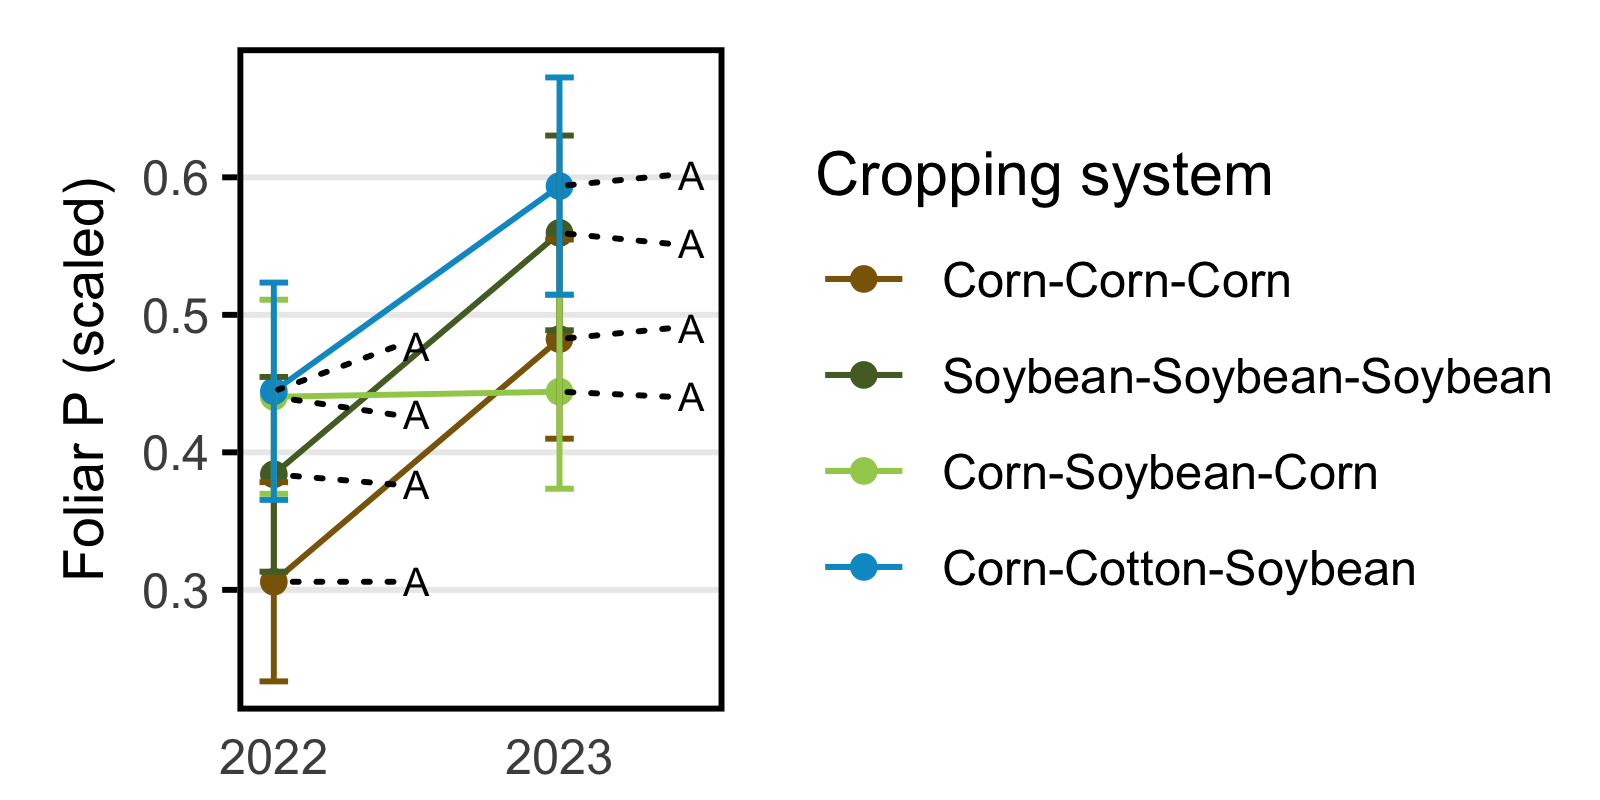 Foliar P (scaled)
0.6
0.5
0.4
0.3
A
A
A
A
A
A
A
A
2022
2023
Cropping system
Corn-Corn-Corn
Soybean-Soybean-Soybean
Corn-Soybean-Corn
Corn-Cotton-Soybean